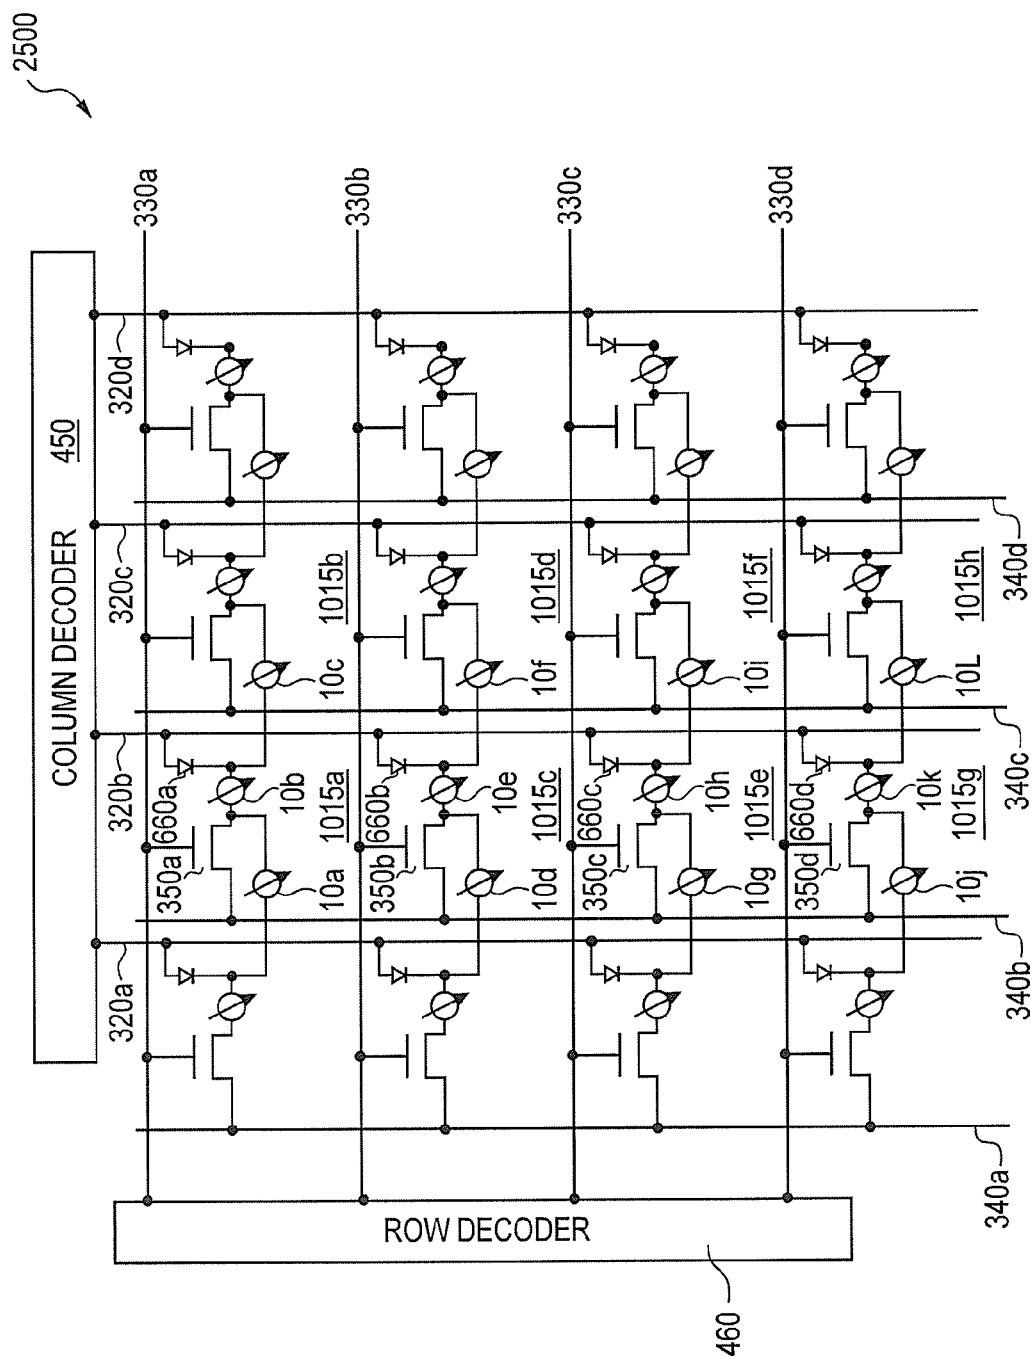 2500
COLUMN DECODER
450
320a
320b
320c
320d
330a
350a
660a
10a
10b
10c
1015a
1015b
330b
350b
660b
10d
10e
10f
1015c
1015d
330c
350c
660c
10g
10h
10i
1015e
1015f
330d
350d
660d
10j
10k
10L
1015g
1015h
340a
340b
340c
340d
ROW DECODER
460